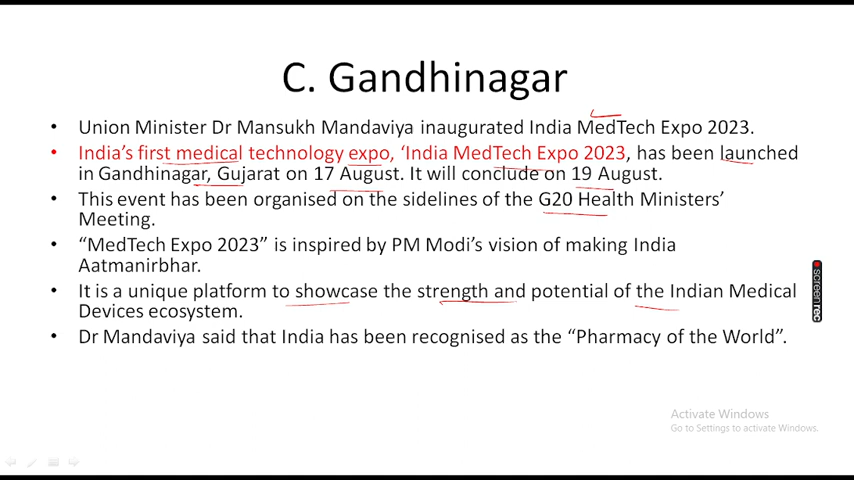 C. Gandhinagar
• Union Minister Dr Mansukh Mandaviya inaugurated India MedTech Expo 2023.
• India's first medical technology expo, 'India MedTech Expo 2023, has been launched
in Gandhinagar, Gujarat on 17 August. It will conclude on 19 August.
• This event has been organised on the sidelines of the G20 Health Ministers'
Meeting.
• "MedTech Expo 2023" is inspired by PM Modi's vision of making India
Aatmanirbhar.
• It is a unique platform to showcase the strength and potential of the Indian Medical
Devices ecosystem.
• Dr Mandaviya said that India has been recognised as the "Pharmacy of the World".
screenrec
Activate Windows
Go to Settings to activate Windows.